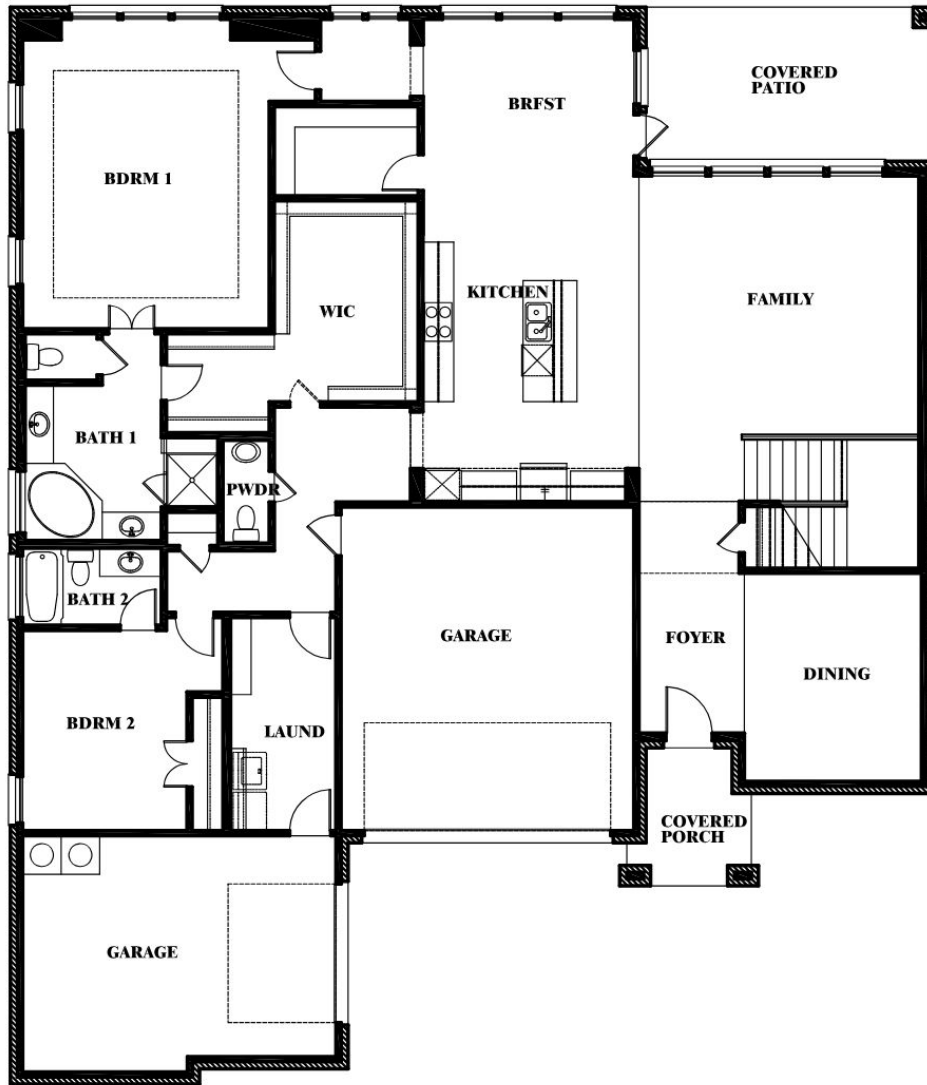 COVERED
PATIO
BRFST
BDRM 1
KITCHEN
WIC
FAMILY
BATH 1
PWDR
BATH 2
GARAGE
FOYER
DINING
BDRM 2
LAUND
COVERED
PORCH
GARAGE